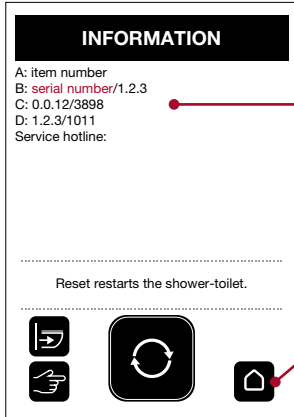 INFORMATION
A: item number
B: serial number/1.2.3
C: 0.0.12/3898
D: 1.2.3/1011
Service hotline:
Reset restarts the shower-toilet.